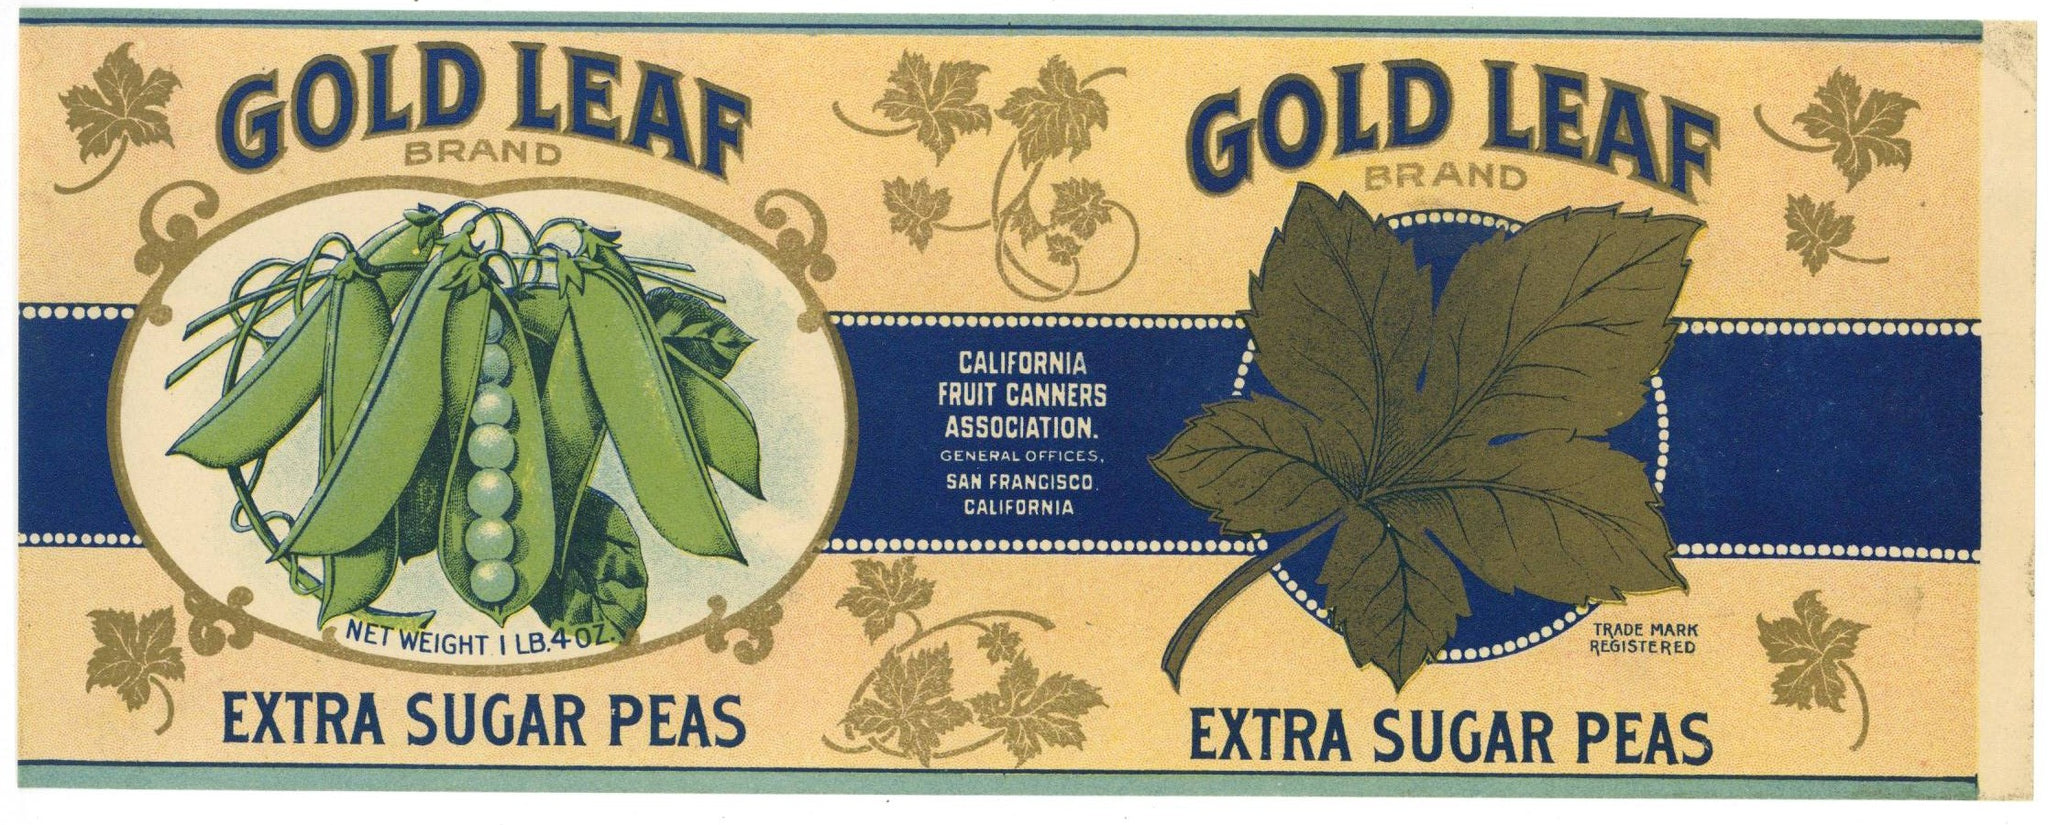 GOLD LEAF
BRAND
NET WEIGHT 1 LB. 4 OZ.
EXTRA SUGAR PEAS
CALIFORNIA
FRUIT CANNERS
ASSOCIATION.
GENERAL OFFICES,
SAN FRANCISCO,
CALIFORNIA
GOLD LEAF
BRAND
TRADE MARK
REGISTERED
EXTRA SUGAR PEAS